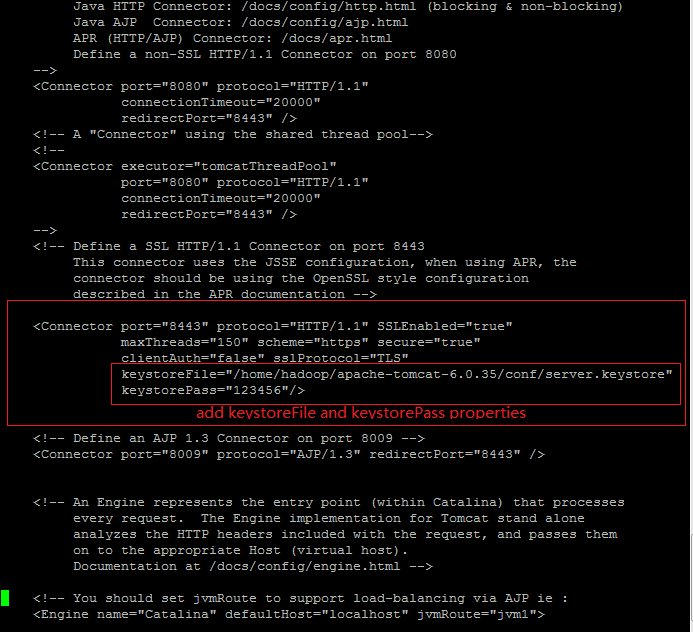 Java HTTP Connector: /docs/config/http.html (blocking & non-blocking)
Java AJP  Connector: /docs/config/ajp.html
APR (HTTP/AJP) Connector: /docs/apr.html
Define a non-SSL HTTP/1.1 Connector on port 8080
-->
<Connector port="8080" protocol="HTTP/1.1"
connectionTimeout="20000"
redirectPort="8443" />
<!-- A "Connector" using the shared thread pool-->
<!--
<Connector executor="tomcatThreadPool"
port="8080" protocol="HTTP/1.1"
connectionTimeout="20000"
redirectPort="8443" />
-->
<!-- Define a SSL HTTP/1.1 Connector on port 8443
This connector uses the JSSE configuration, when using APR, the
connector should be using the OpenSSL style configuration
described in the APR documentation -->
<Connector port="8443" protocol="HTTP/1.1" SSLEnabled="true"
maxThreads="150" scheme="https" secure="true"
clientAuth="false" sslProtocol="TLS"
keystoreFile="/home/hadoop/apache-tomcat-6.0.35/conf/server.keystore"
keystorePass="123456"/>
add keystoreFile and keystorePass properties
<!-- Define an AJP 1.3 Connector on port 8009 -->
<Connector port="8009" protocol="AJP/1.3" redirectPort="8443" />
<!-- An Engine represents the entry point (within Catalina) that processes
every request.  The Engine implementation for Tomcat stand alone
analyzes the HTTP headers included with the request, and passes them
on to the appropriate Host (virtual host).
Documentation at /docs/config/engine.html -->
<!-- You should set jvmRoute to support load-balancing via AJP ie :
<Engine name="Catalina" defaultHost="localhost" jvmRoute="jvm1">